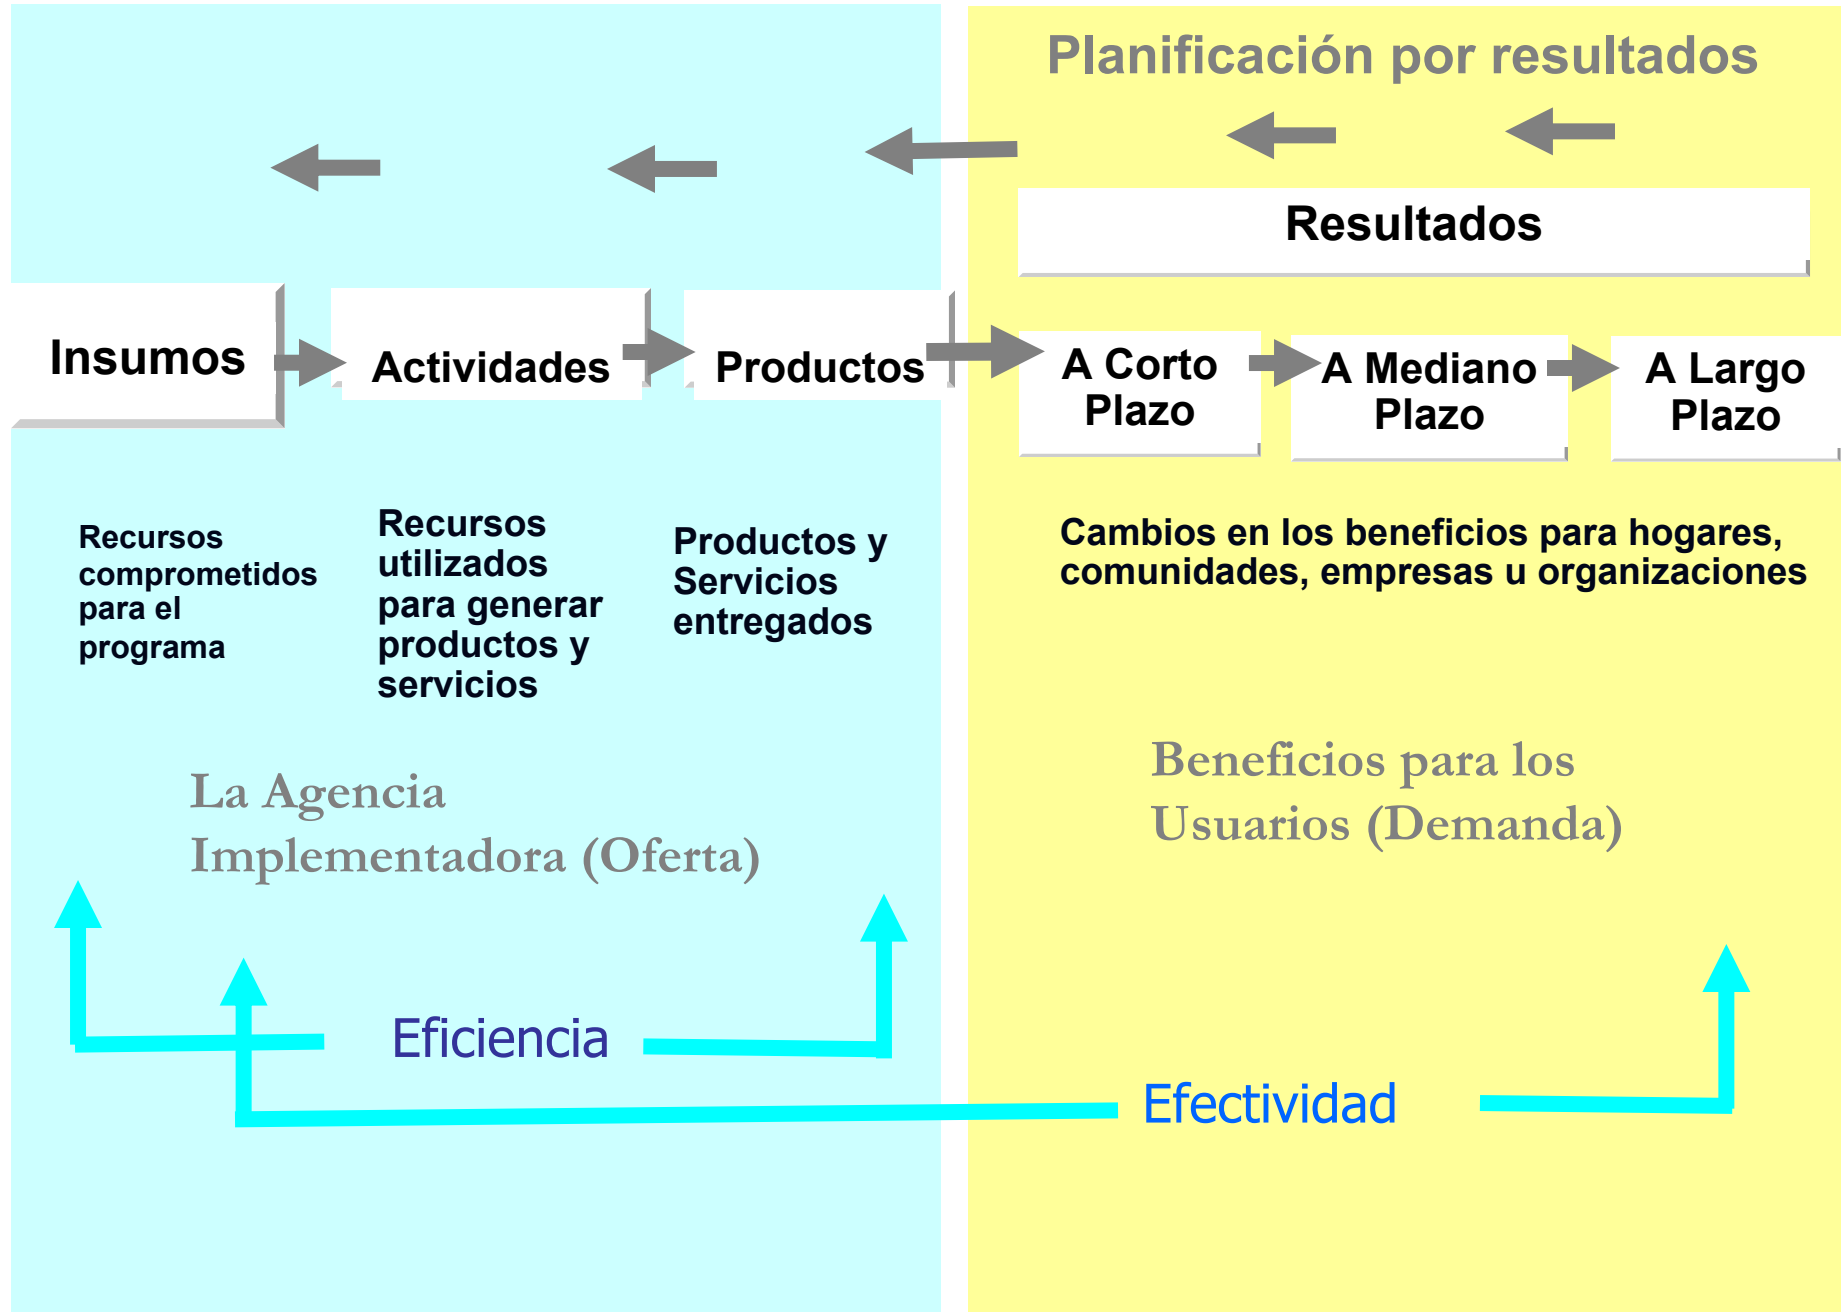 Planificación por resultados
Resultados
Insumos
Actividades
Productos
A Corto
Plazo
A Mediano
Plazo
A Largo
Plazo
Recursos
comprometidos
para el
programa
Recursos
utilizados
para generar
productos y
servicios
Productos y
Servicios
entregados
Cambios en los beneficios para hogares,
comunidades, empresas u organizaciones
La Agencia
Implementadora (Oferta)
Beneficios para los
Usuarios (Demanda)
Eficiencia
Efectividad